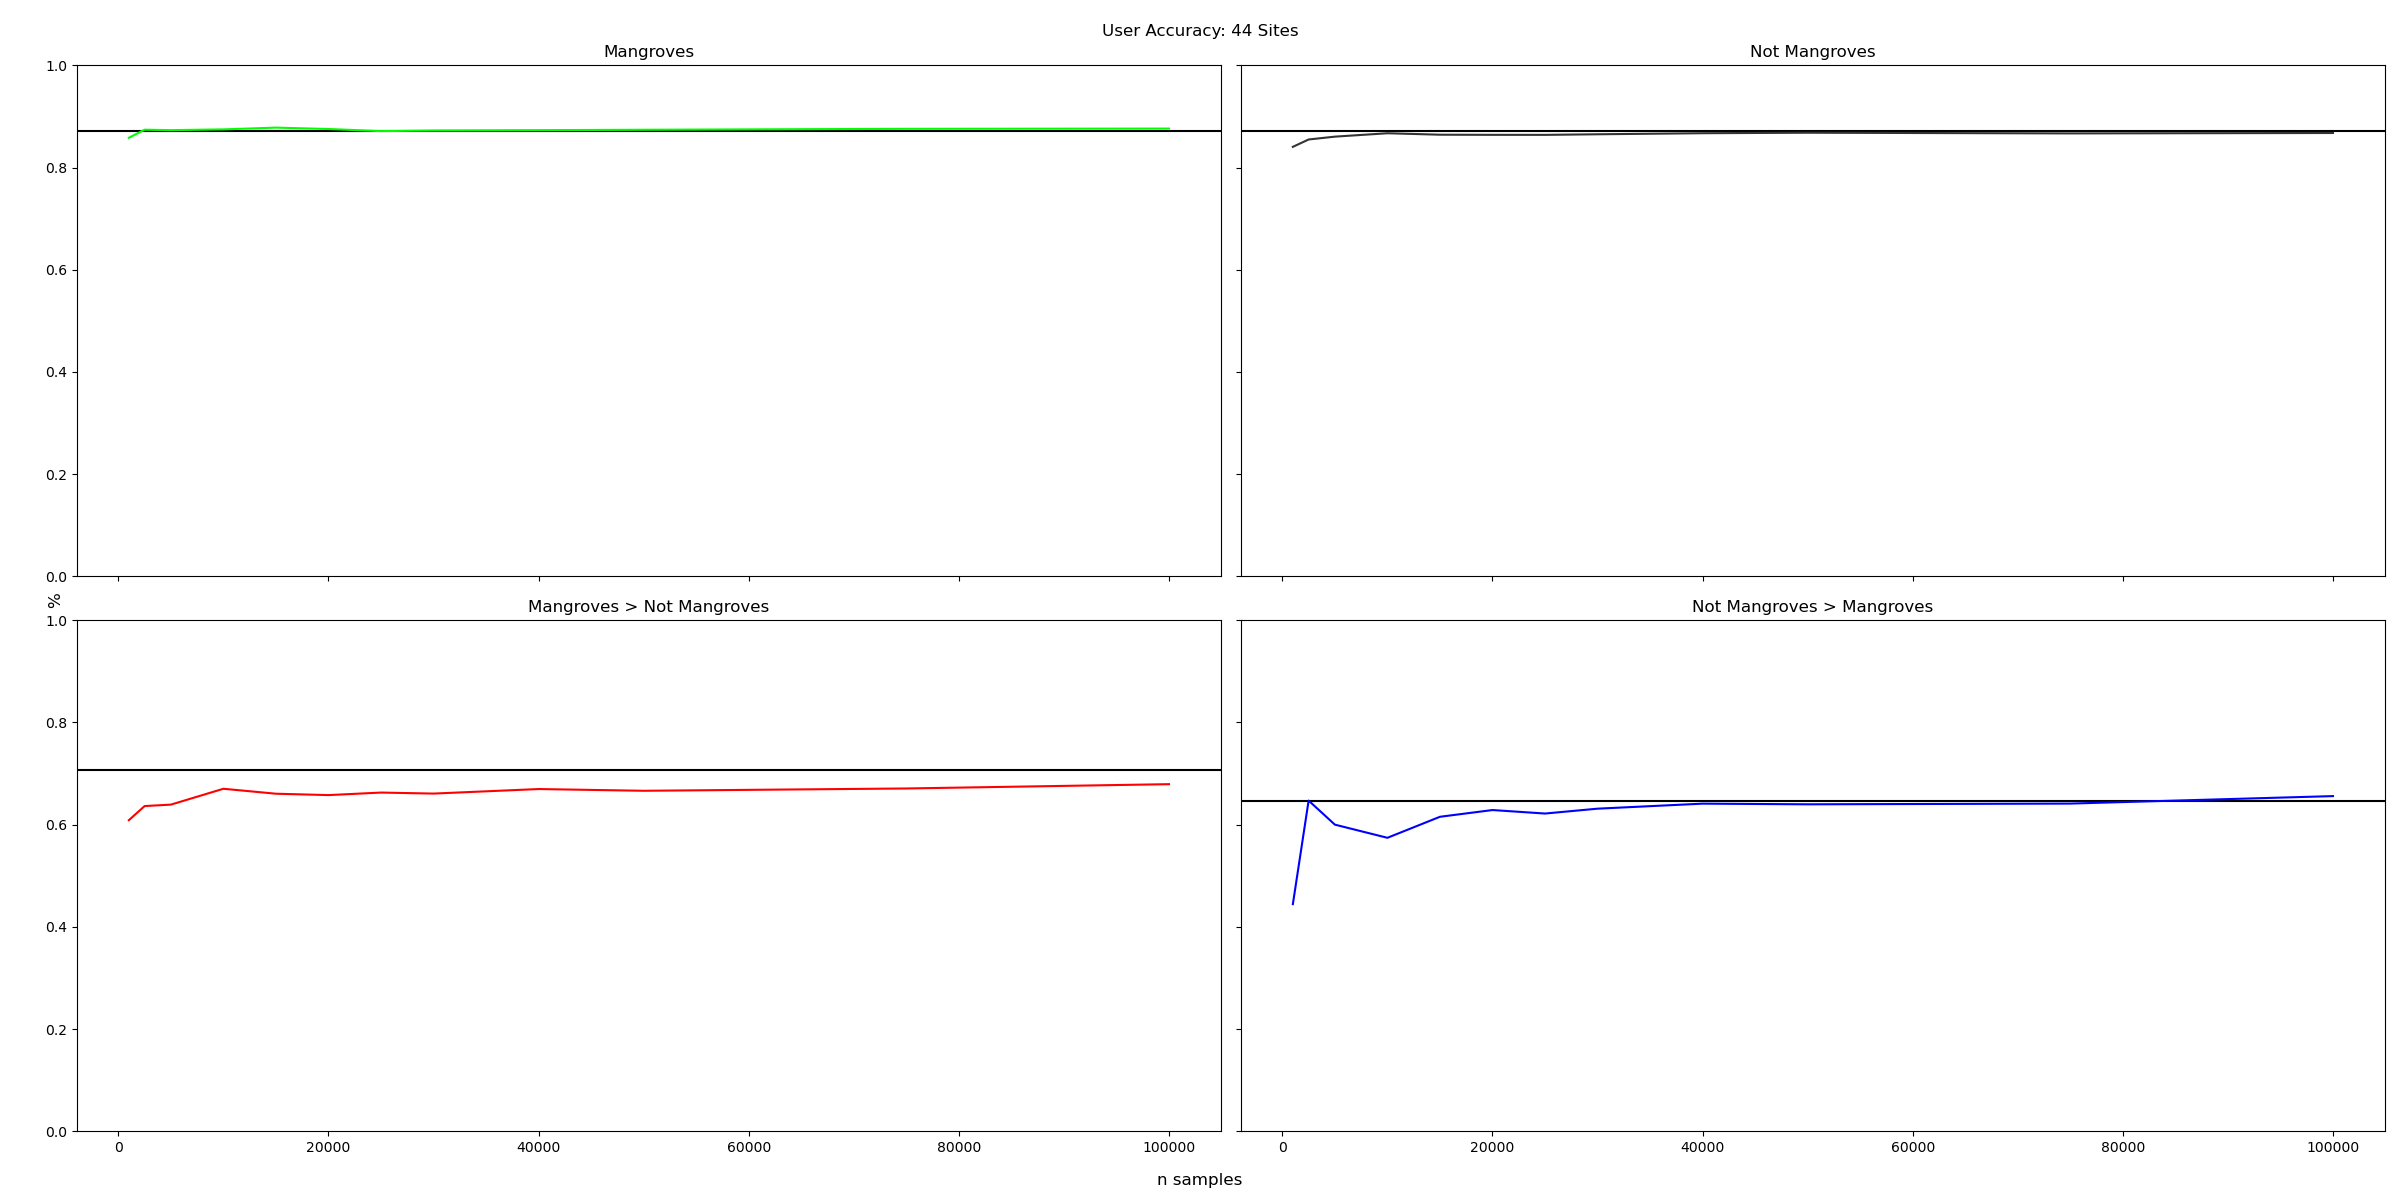 User Accuracy: 44 Sites
Mangroves
Not Mangroves
1.0
0.8
0.6
0.4
0.2
0.0
%
Mangroves > Not Mangroves
Not Mangroves > Mangroves
1.0
0.8
0.6
0.4
0.2
0.0
0 20000 40000 60000 80000 100000
0 20000 40000 60000 80000 100000
n samples